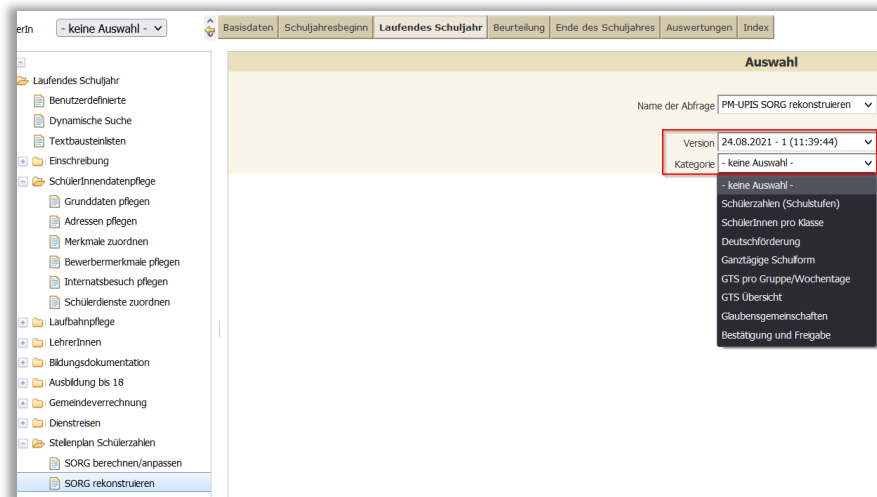 erIn - keine Auswahl -
Basisdaten Schuljahresbeginn Laufendes Schuljahr Beurteilung Ende des Schuljahres Auswertungen Index
Laufendes Schuljahr
Benutzerdefinierte
Dynamische Suche
Textbausteinlisten
Einschreibung
SchülerInnendatenpflege
Grunddaten pflegen
Adressen pflegen
Merkmale zuordnen
Bewerbermerkmale pflegen
Internatsbesuch pflegen
Schülerdienste zuordnen
Laufbahnpflege
LehrerInnen
Bildungsdokumentation
Ausbildung bis 18
Gemeindeverrechnung
Dienstreisen
Stellenplan Schülerzahlen
SORG berechnen/anpassen
SORG rekonstruieren
Auswahl
Name der Abfrage PM-UPIS SORG rekonstruieren
Version 24.08.2021 - 1 (11:39:44)
Kategorie - keine Auswahl -
- keine Auswahl -
Schülerzahlen (Schulstufen)
SchülerInnen pro Klasse
Deutschförderung
Ganztägige Schulform
GTS pro Gruppe/Wochentage
GTS Übersicht
Glaubensgemeinschaften
Bestätigung und Freigabe